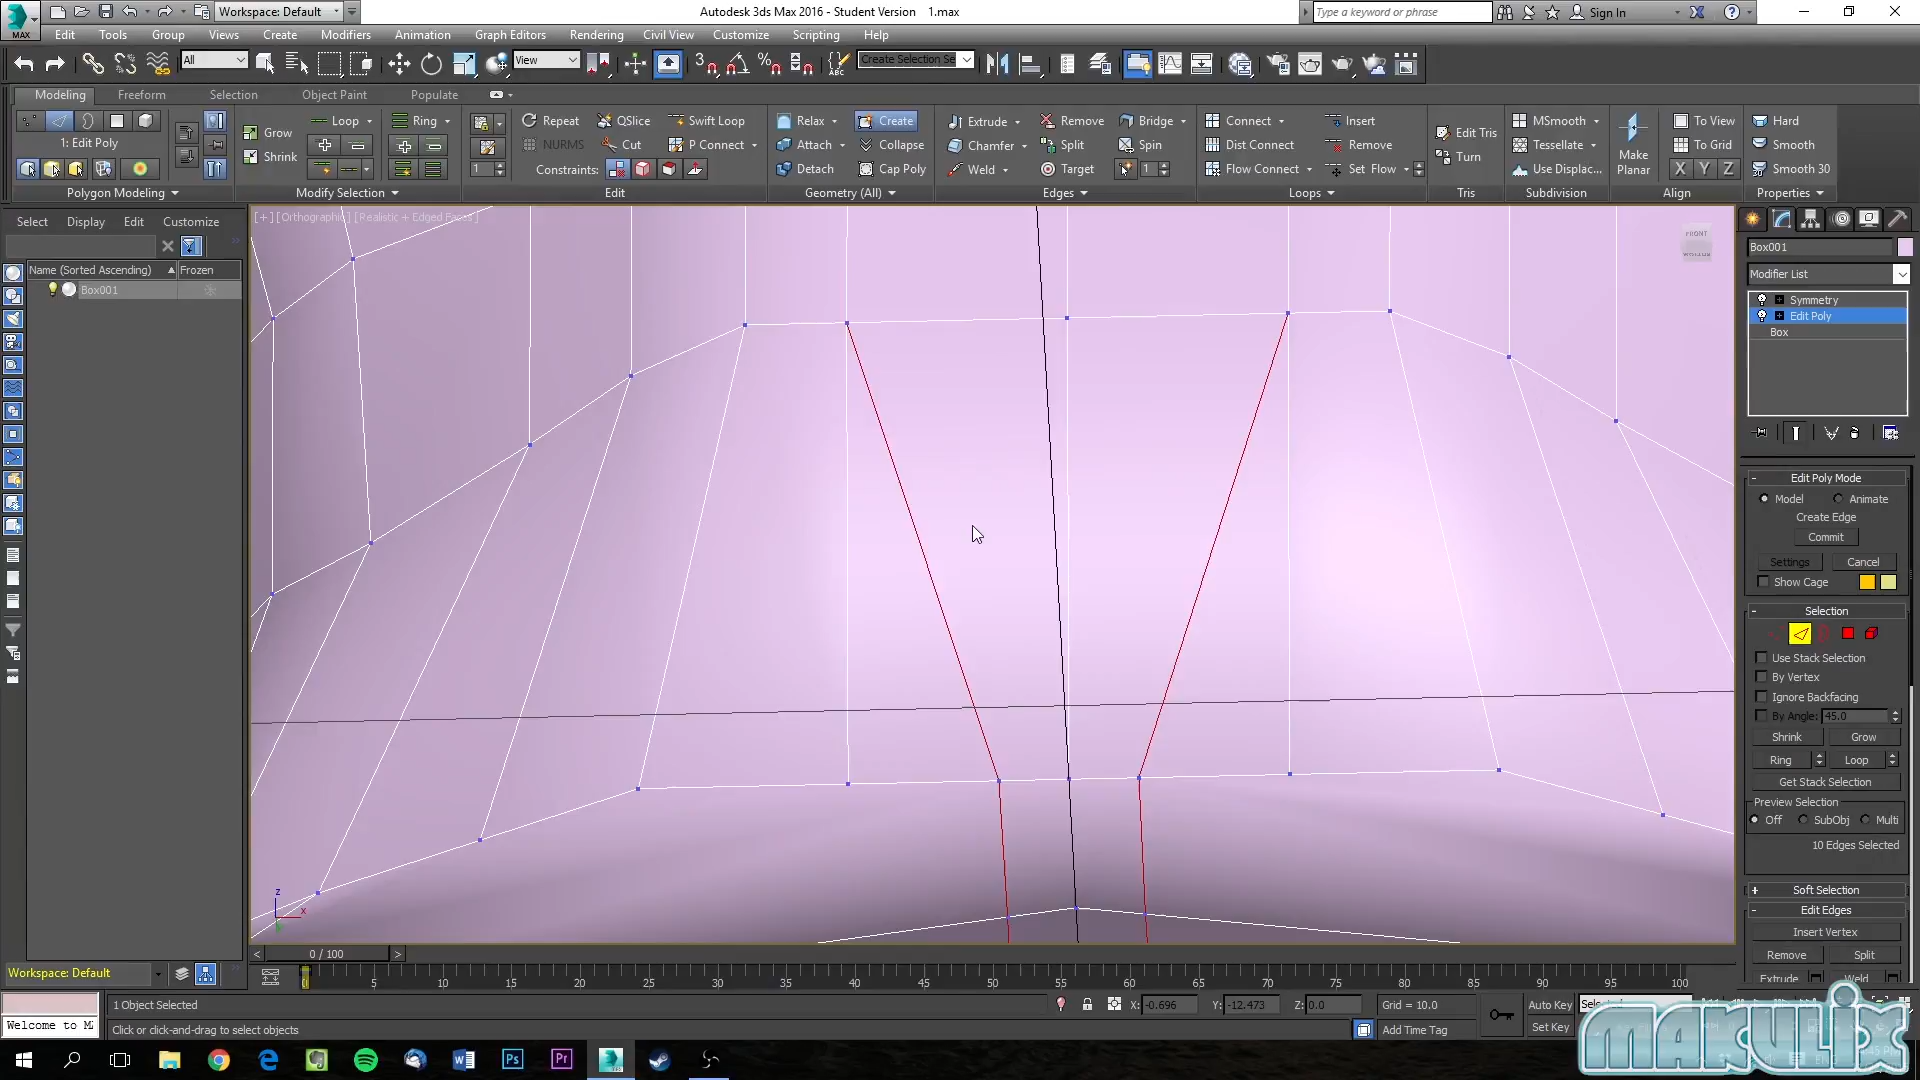 Workspace: Default
Autodesk 3ds Max 2016 - Student Version    1.max
Type a keyword or phrase
Sign In
MAX
Edit Tools Group Views Create Modifiers Animation Graph Editors Rendering Civil View Customize Scripting Help
All
View
Create Selection Se
Modeling Freeform Selection Object Paint Populate
Loop Ring Repeat QSlice Swift Loop Relax Create Extrude Remove Bridge Connect Insert MSmooth To View Hard
Grow Edit Tris
1: Edit Poly NURMS Cut P Connect Attach Collapse Chamfer Split Spin Dist Connect Remove Tessellate Make Planar To Grid Smooth
Shrink Turn
1 Constraints: Detach Cap Poly Weld Target 1 Flow Connect Set Flow Use Displac... X Y Z Smooth 30
Polygon Modeling Modify Selection Edit Geometry (All) Edges Loops Tris Subdivision Align Properties
Select Display Edit Customize
[+] [Orthographic] [Realistic + Edged Faces]
FRONT
Name (Sorted Ascending) Frozen
Box001
Box001
Modifier List
Symmetry
Edit Poly
Box
Edit Poly Mode
Model Animate
Create Edge
Commit
Settings Cancel
Show Cage
Selection
Use Stack Selection
By Vertex
Ignore Backfacing
By Angle: 45.0
Shrink Grow
Ring Loop
Get Stack Selection
Preview Selection
Off SubObj Multi
10 Edges Selected
Soft Selection
Edit Edges
Insert Vertex
Remove Split
Extrude Weld
z
x
0 / 100
Workspace: Default
0 5 10 15 20 25 30 35 40 45 50 55 60 65 70 75 80 85 90 95 100
1 Object Selected
X: -0.696 Y: -12.473 Z: 0.0 Grid = 10.0
Auto Key
Welcome to M
Click or click-and-drag to select objects
Add Time Tag
Set Key
MAKULIX